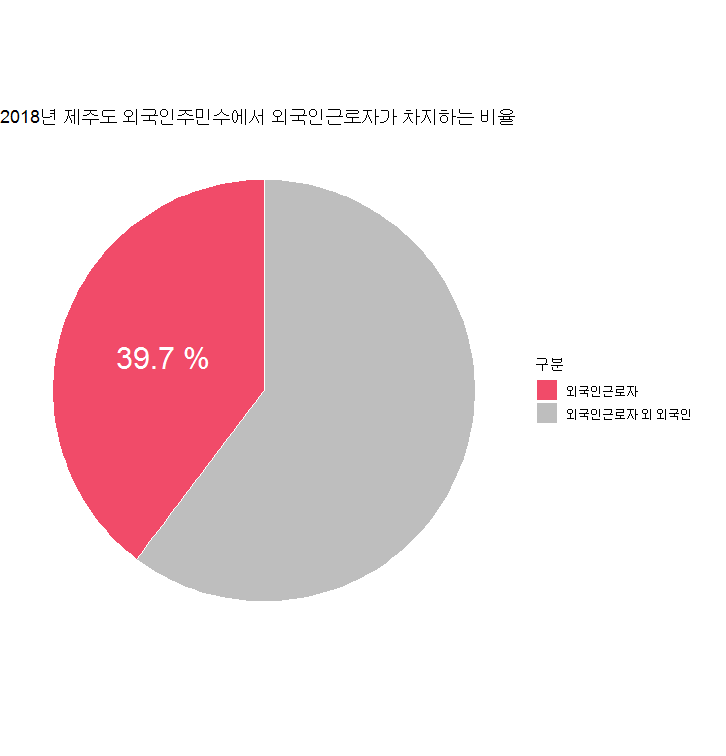 2018년 제주도 외국인주민수에서 외국인근로자가 차지하는 비율
39.7 %
구분
외국인근로자
외국인근로자 외 외국인